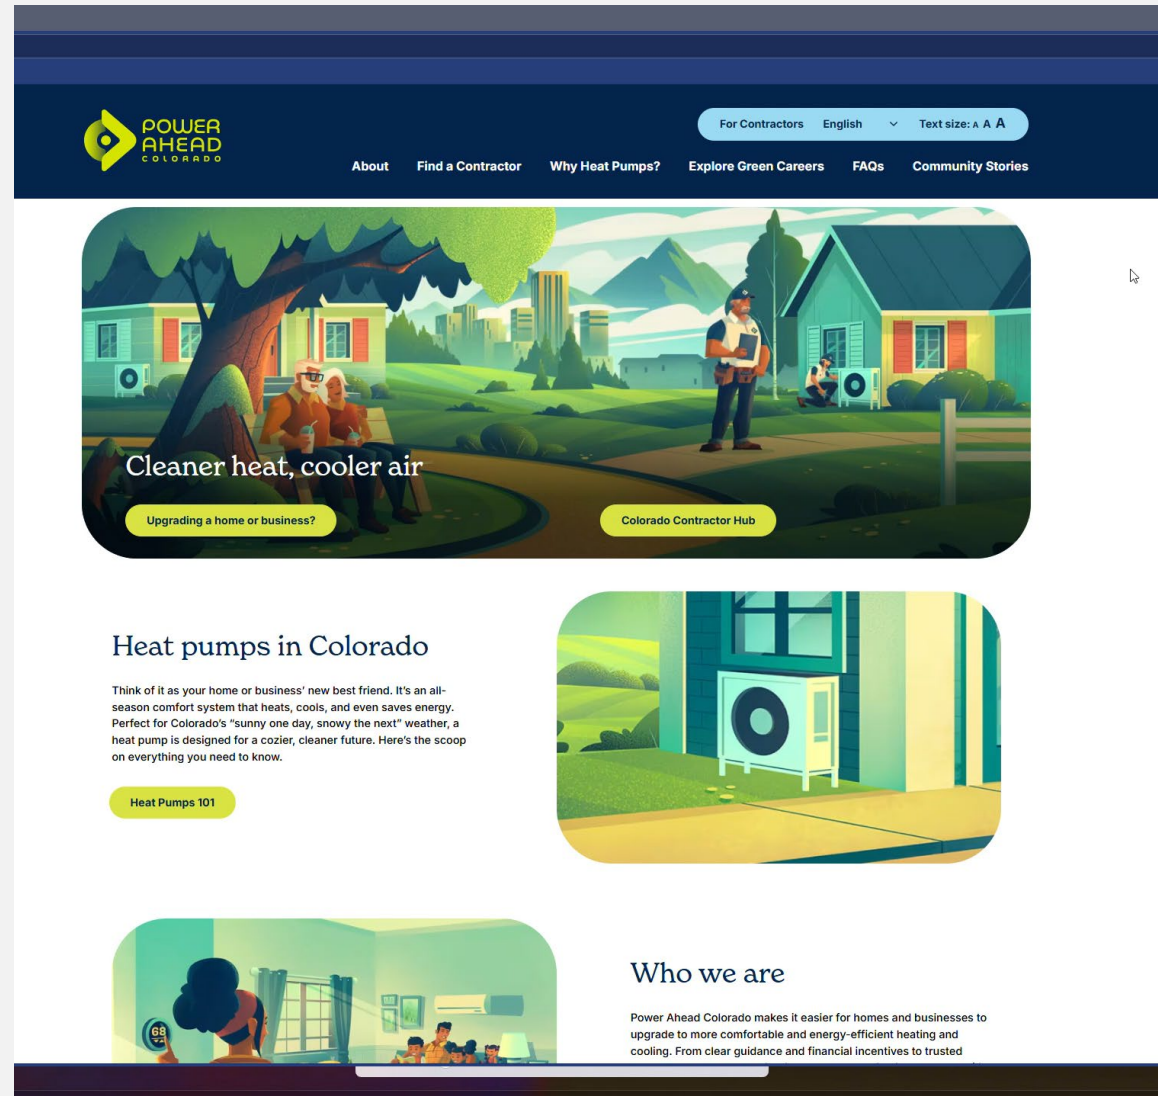 POWER
AHEAD
COLORADO
For Contractors English Text size: A A A
About Find a Contractor Why Heat Pumps? Explore Green Careers FAQs Community Stories
Cleaner heat, cooler air
Upgrading a home or business? Colorado Contractor Hub
Heat pumps in Colorado
Think of it as your home or business’ new best friend. It’s an all-
season comfort system that heats, cools, and even saves energy.
Perfect for Colorado’s “sunny one day, snowy the next” weather, a
heat pump is designed for a cozier, cleaner future. Here’s the scoop
on everything you need to know.
Heat Pumps 101
68
Who we are
Power Ahead Colorado makes it easier for homes and businesses to
upgrade to more comfortable and energy-efficient heating and
cooling. From clear guidance and financial incentives to trusted